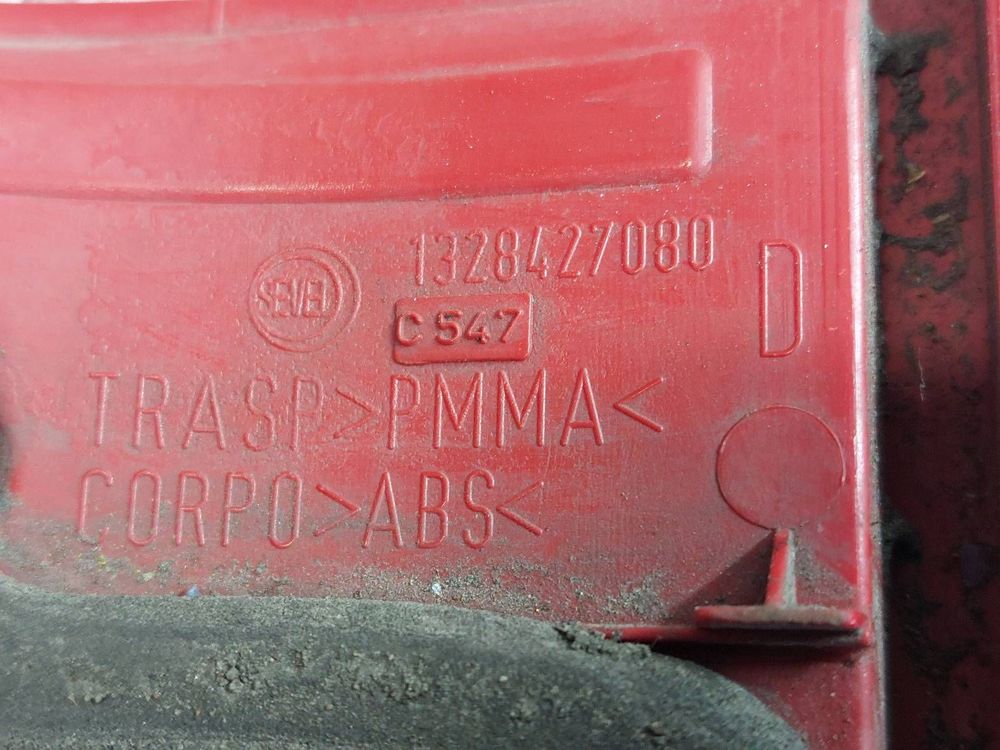 1328427080
SEVEL
C 547
D
TRASP>PMMA<
CORPO>ABS<